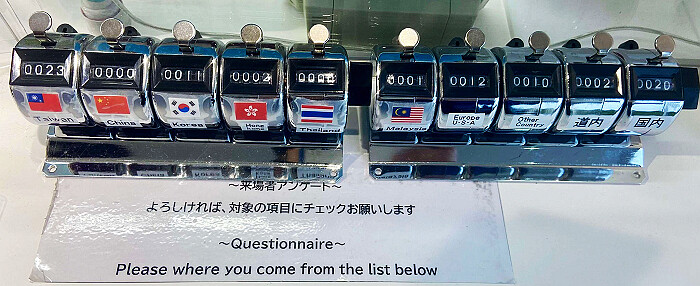 0023
0000
0011
0002
0001
0012
0010
0002
0020
Taiwan
China
Korea
Hong
Thailand
Malaysia
Europe
U·S·A
Other
Country
道内
国内
~来場者アンケート~
よろしければ、対象の項目にチェックお願いします
~Questionnaire~
Please where you come from the list below